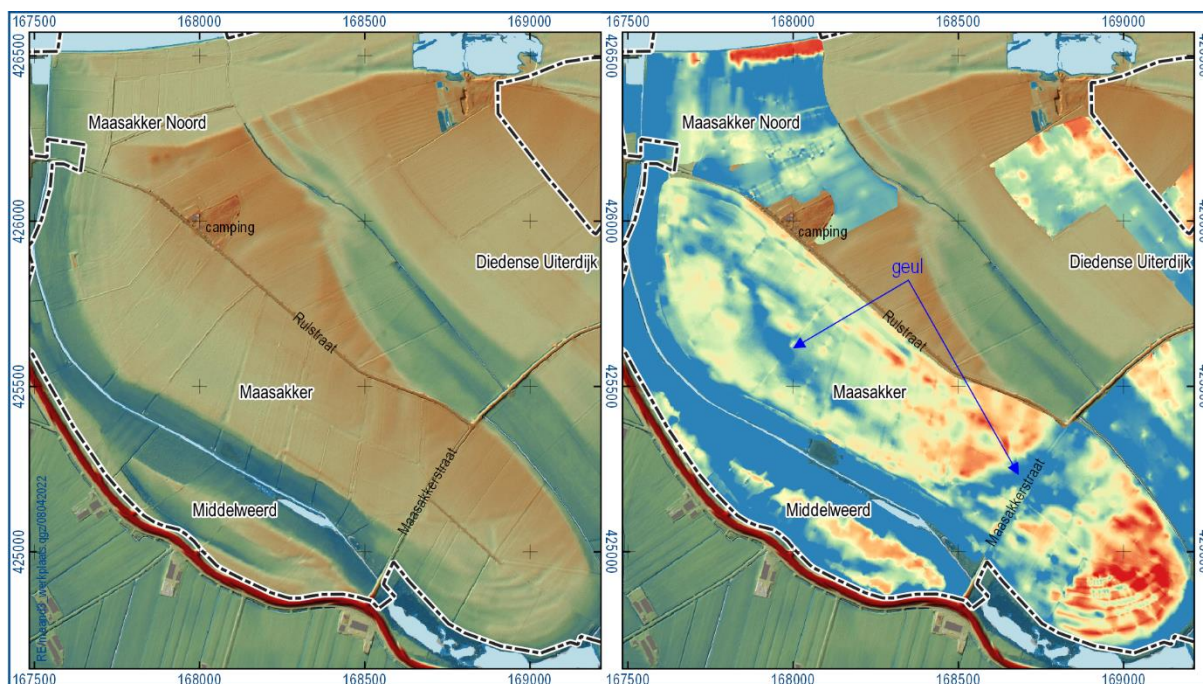 167500 168000 168500 169000
167500 168000 168500 169000
426500
426500
Maasakker Noord
Maasakker Noord
426000
camping
camping
426000
Diedense Uiterdijk
Diedense Uiterdijk
geul
Rulstraat
Rulstraat
425500
Maasakker
Maasakker
425500
Maasakkerstraat
Maasakkerstraat
Middelweerd
Middelweerd
425000
425000
167500 168000 168500 169000
167500 168000 168500 169000